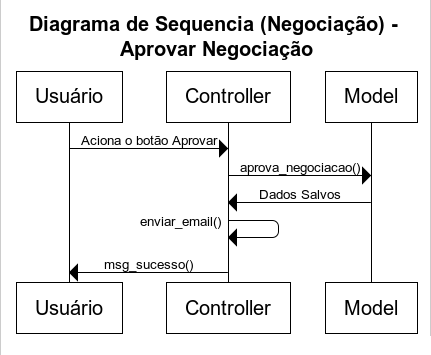 Diagrama de Sequencia (Negociação) -
Aprovar Negociação
Usuário Controller Model
Aciona o botão Aprovar
aprova_negociacao()
Dados Salvos
enviar_email()
msg_sucesso()
Usuário Controller Model